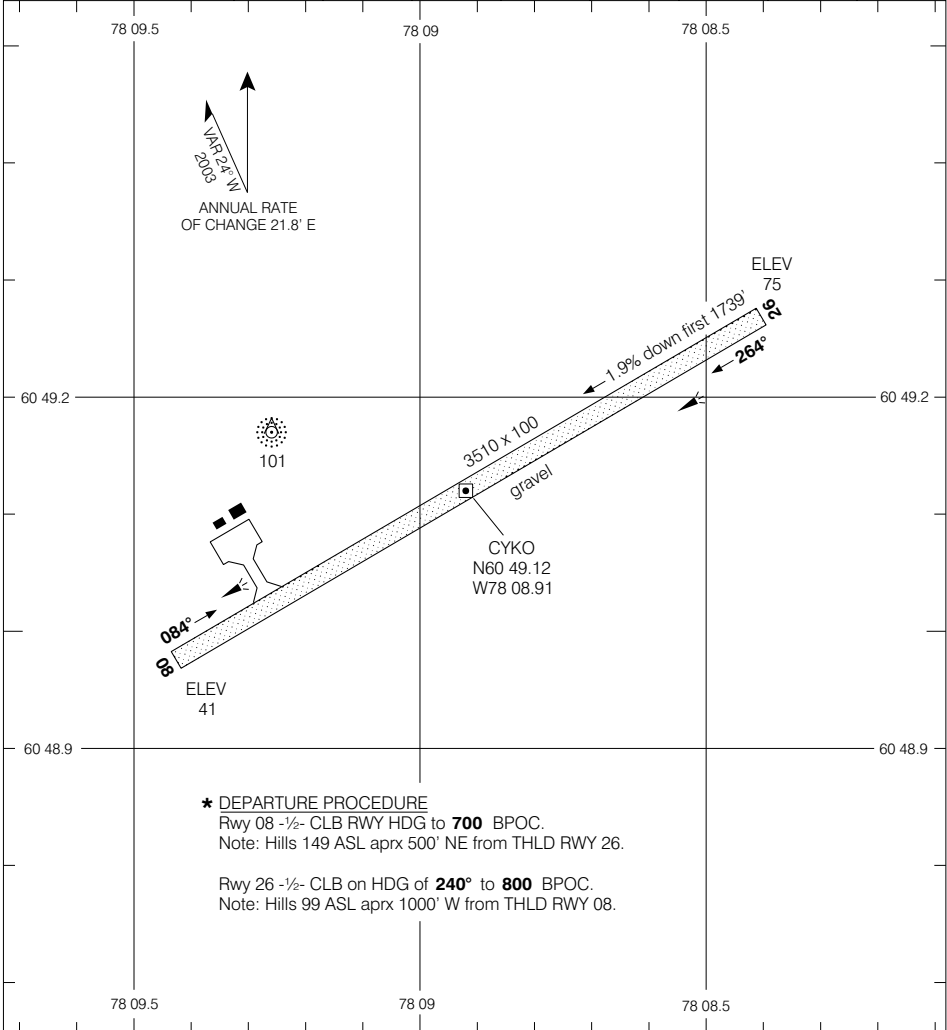 78 09.5
78 09
78 08.5
VAR 24° W
2003
ANNUAL RATE
OF CHANGE 21.8' E
ELEV
75
26
1.9% down first 1739'
264°
60 49.2
60 49.2
101
3510 x 100
gravel
CYKO
N60 49.12
W78 08.91
084°
08
ELEV
41
60 48.9
60 48.9
* DEPARTURE PROCEDURE
Rwy 08 -½- CLB RWY HDG to 700 BPOC.
Note: Hills 149 ASL aprx 500' NE from THLD RWY 26.
Rwy 26 -½- CLB on HDG of 240° to 800 BPOC.
Note: Hills 99 ASL aprx 1000' W from THLD RWY 08.
78 09.5
78 09
78 08.5